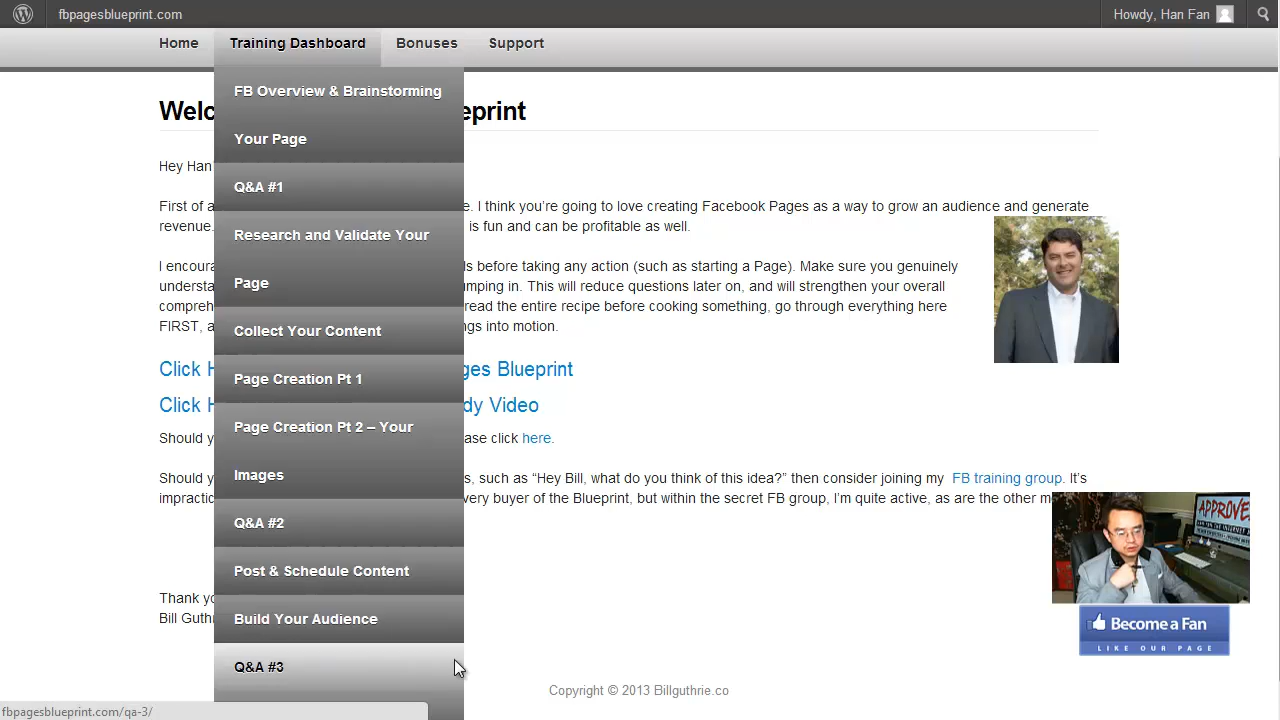 fbpagesblueprint.com
Howdy, Han Fan
Home
Training Dashboard
Bonuses
Support
FB Overview & Brainstorming
Your Page
Q&A #1
Research and Validate Your
Page
Collect Your Content
Page Creation Pt 1
Page Creation Pt 2 – Your
Images
Q&A #2
Post & Schedule Content
Build Your Audience
Q&A #3
Welc eprint
Hey Han
First of a e. I think you’re going to love creating Facebook Pages as a way to grow an audience and generate
revenue. is fun and can be profitable as well.
I encoura ls before taking any action (such as starting a Page). Make sure you genuinely
understa umping in. This will reduce questions later on, and will strengthen your overall
compreh read the entire recipe before cooking something, go through everything here
FIRST, a ngs into motion.
Click H ges Blueprint
Click H dy Video
Should y ase click here.
Should y s, such as “Hey Bill, what do you think of this idea?” then consider joining my FB training group. It’s
impractic very buyer of the Blueprint, but within the secret FB group, I’m quite active, as are the other m
Thank yo
Bill Guthr
APPROVE
Become a Fan
LIKE OUR PAGE
Copyright © 2013 Billguthrie.co
fbpagesblueprint.com/qa-3/